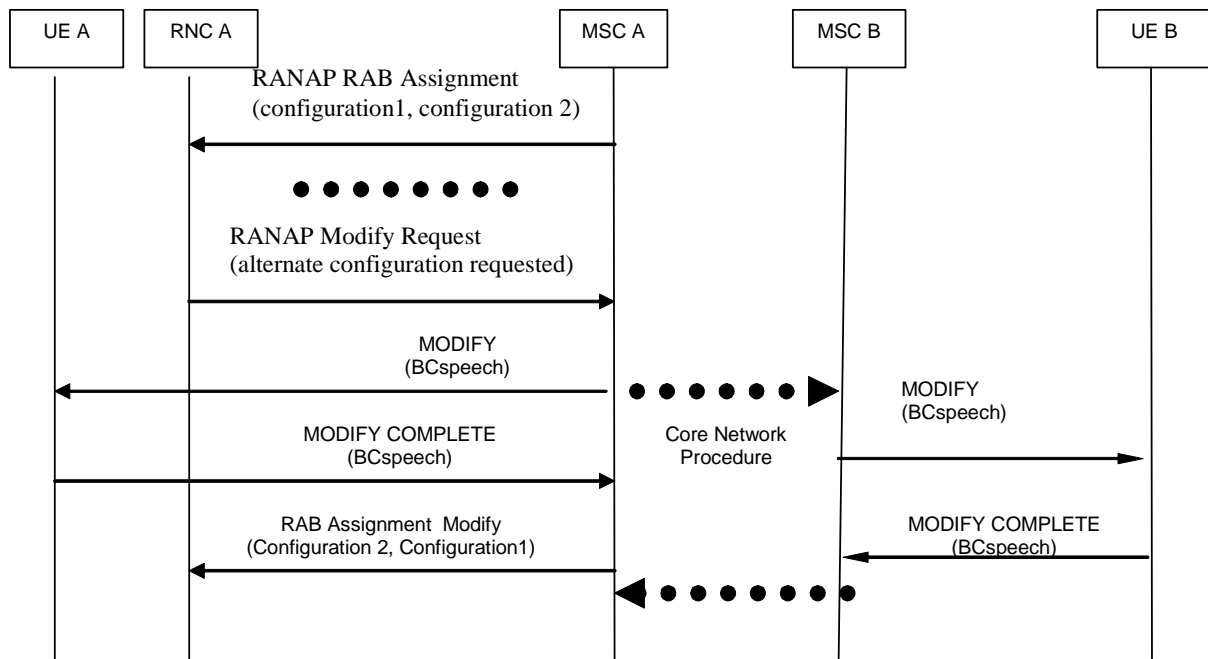 UE A
RNC A
MSC A
MSC B
UE B
RANAP RAB Assignment
(configuration1, configuration 2)
RANAP Modify Request
(alternate configuration requested)
MODIFY
(BCspeech)
MODIFY
(BCspeech)
MODIFY COMPLETE
(BCspeech)
Core Network
Procedure
RAB Assignment Modify
(Configuration 2, Configuration1)
MODIFY COMPLETE
(BCspeech)